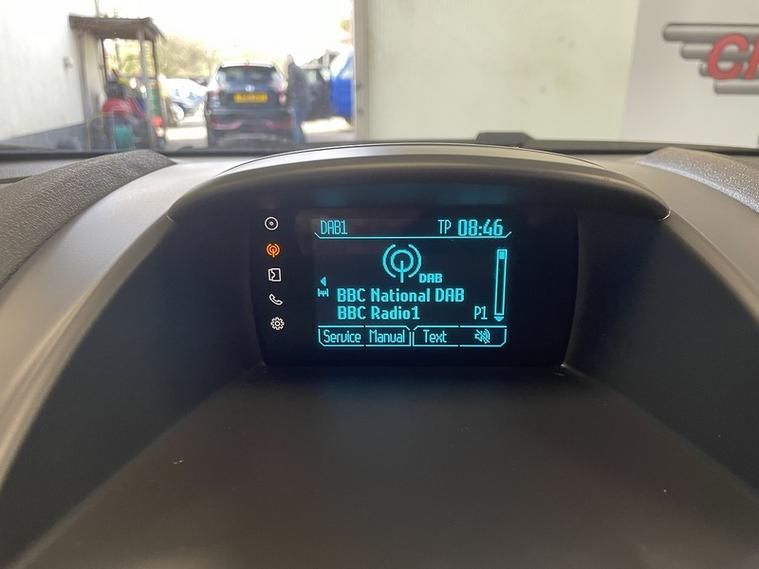 DAB1 TP 08:46
DAB
BBC National DAB
BBC Radio1 P1
Service Manual Text